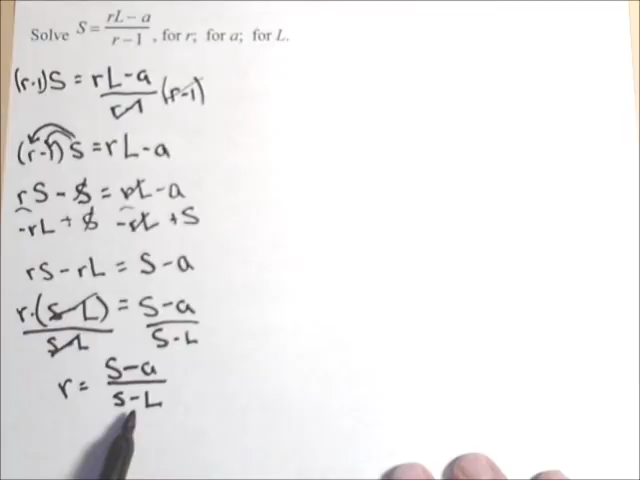 Solve S = (rL - a)/(r - 1), for r; for a; for L.
(r-1)S = (rL-a)/(r-1) (r-1)
(r-1)S = rL-a
rS - S = rL - a
-rL + S -rL + S
rS - rL = S - a
r·(S-L)/(S-L) = (S-a)/(S-L)
r = (S-a)/(S-L)